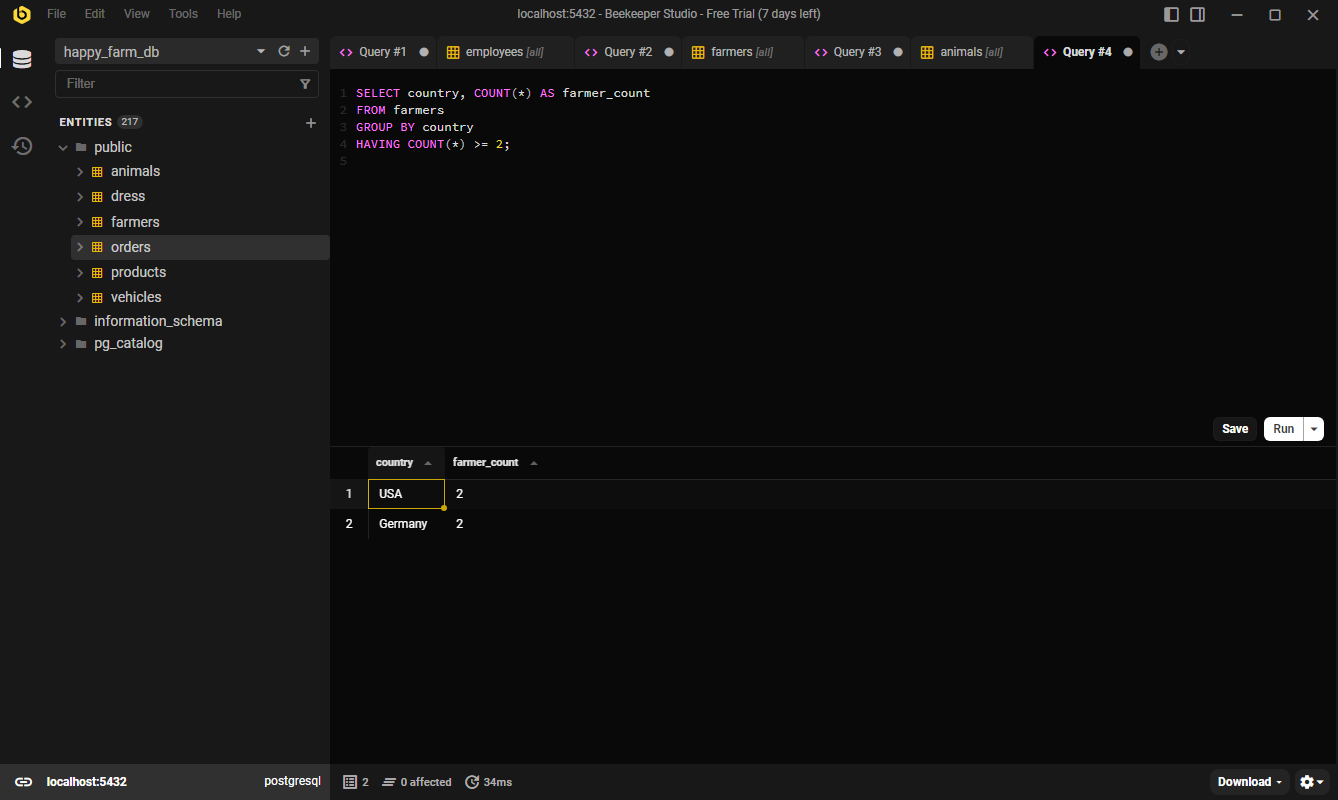 File Edit View Tools Help
localhost:5432 - Beekeeper Studio - Free Trial (7 days left)
happy_farm_db
Filter
ENTITIES 217
public
animals
dress
farmers
orders
products
vehicles
information_schema
pg_catalog
localhost:5432 postgresql
Query #1 employees [all] Query #2 farmers [all] Query #3 animals [all] Query #4
1 SELECT country, COUNT(*) AS farmer_count
2 FROM farmers
3 GROUP BY country
4 HAVING COUNT(*) >= 2;
5
Save Run
country farmer_count
1 USA 2
2 Germany 2
2 0 affected 34ms
Download